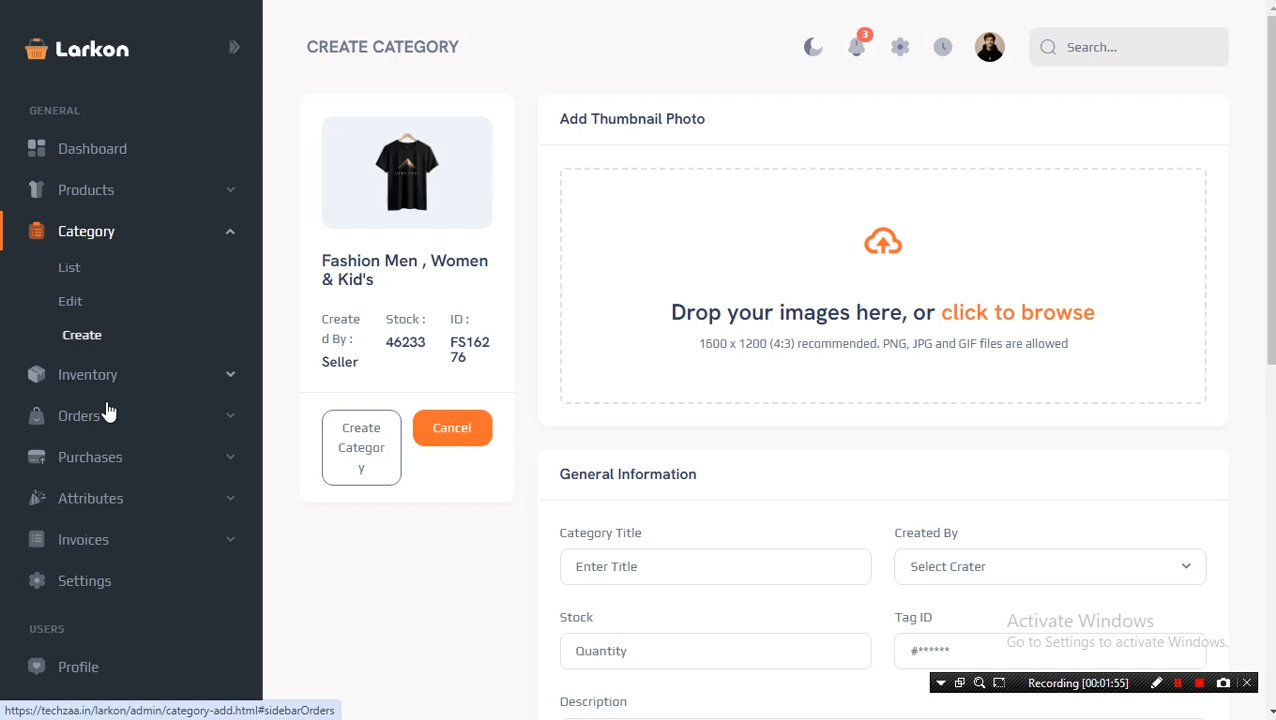 Larkon
CREATE CATEGORY
3
Search...
GENERAL
Dashboard
Products
Category
List
Edit
Create
Inventory
Orders
Purchases
Attributes
Invoices
Settings
USERS
Profile
Fashion Men , Women
& Kid's
Create
d By :
Seller
Stock :
46233
ID :
FS162
76
Create
Categor
y
Cancel
Add Thumbnail Photo
Drop your images here, or click to browse
1600 x 1200 (4:3) recommended. PNG, JPG and GIF files are allowed
General Information
Category Title
Enter Title
Created By
Select Crater
Stock
Quantity
Tag ID
#******
Description
Activate Windows
Go to Settings to activate Windows.
Recording [00:01:55]
https://techzaa.in/larkon/admin/category-add.html#sidebarOrders